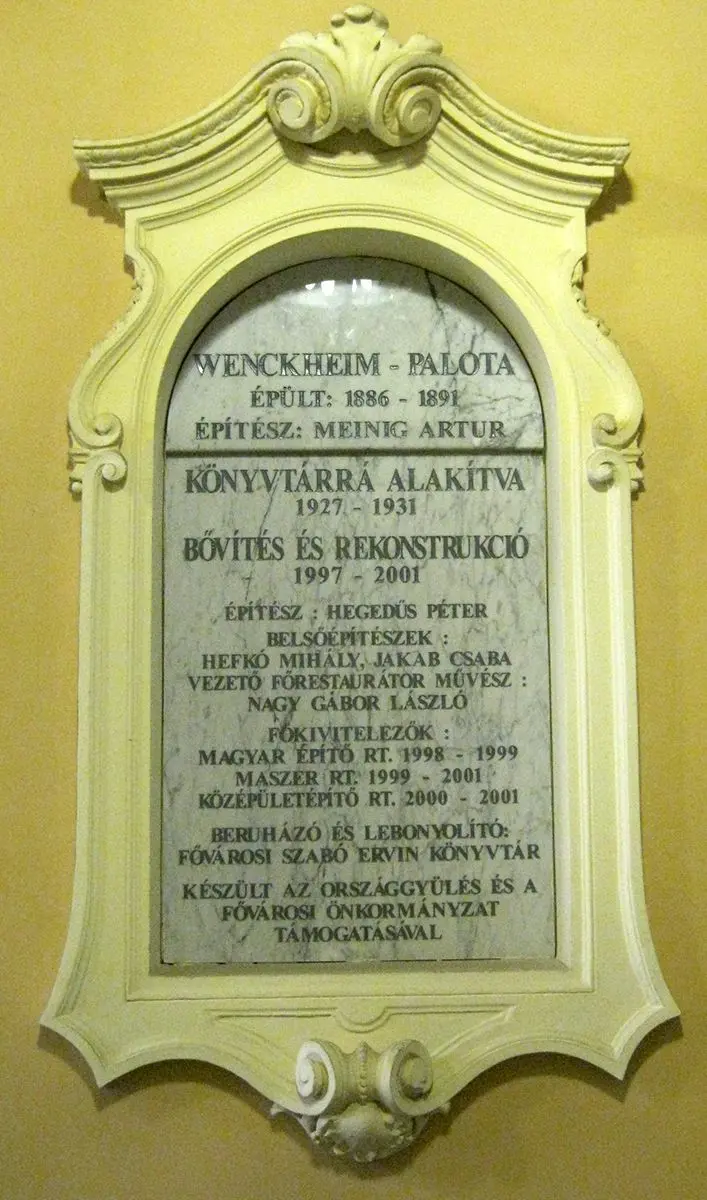 WENCKHEIM - PALOTA
ÉPÜLT: 1886 - 1891
ÉPÍTÉSZ: MEINIG ARTUR
KÖNYVTÁRRÁ ALAKÍTVA
1927 - 1931
BŐVÍTÉS ÉS REKONSTRUKCIÓ
1997 - 2001
ÉPÍTÉSZ : HEGEDŰS PÉTER
BELSŐÉPÍTÉSZEK :
HEFKÓ MIHÁLY, JAKAB CSABA
VEZETŐ FŐRESTAURÁTOR MŰVÉSZ :
NAGY GÁBOR LÁSZLÓ
FŐKIVITELEZŐK :
MAGYAR ÉPÍTŐ RT. 1998 - 1999
MASZER RT. 1999 - 2001
KÖZÉPÜLETÉPÍTŐ RT. 2000 - 2001
BERUHÁZÓ ÉS LEBONYOLÍTÓ:
FŐVÁROSI SZABÓ ERVIN KÖNYVTÁR
KÉSZÜLT AZ ORSZÁGGYÜLÉS ÉS A
FŐVÁROSI ÖNKORMÁNYZAT
TÁMOGATÁSÁVAL